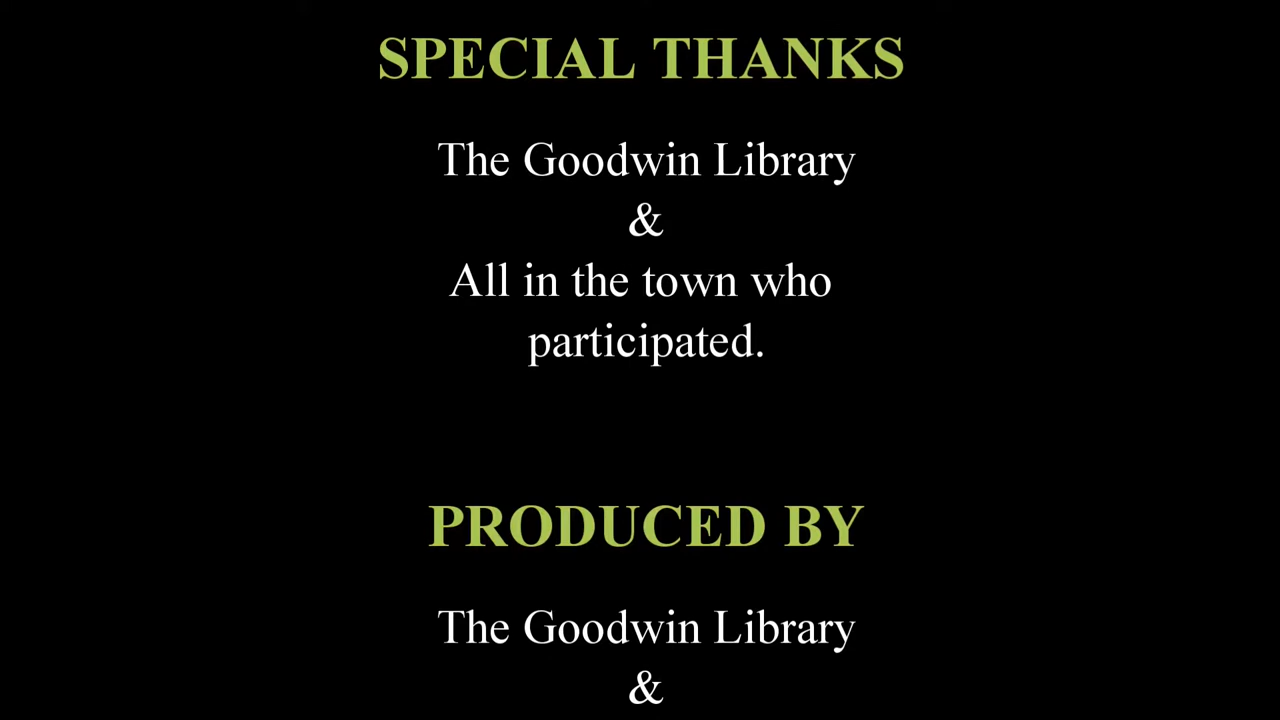 SPECIAL THANKS
The Goodwin Library
&
All in the town who
participated.
PRODUCED BY
The Goodwin Library
&